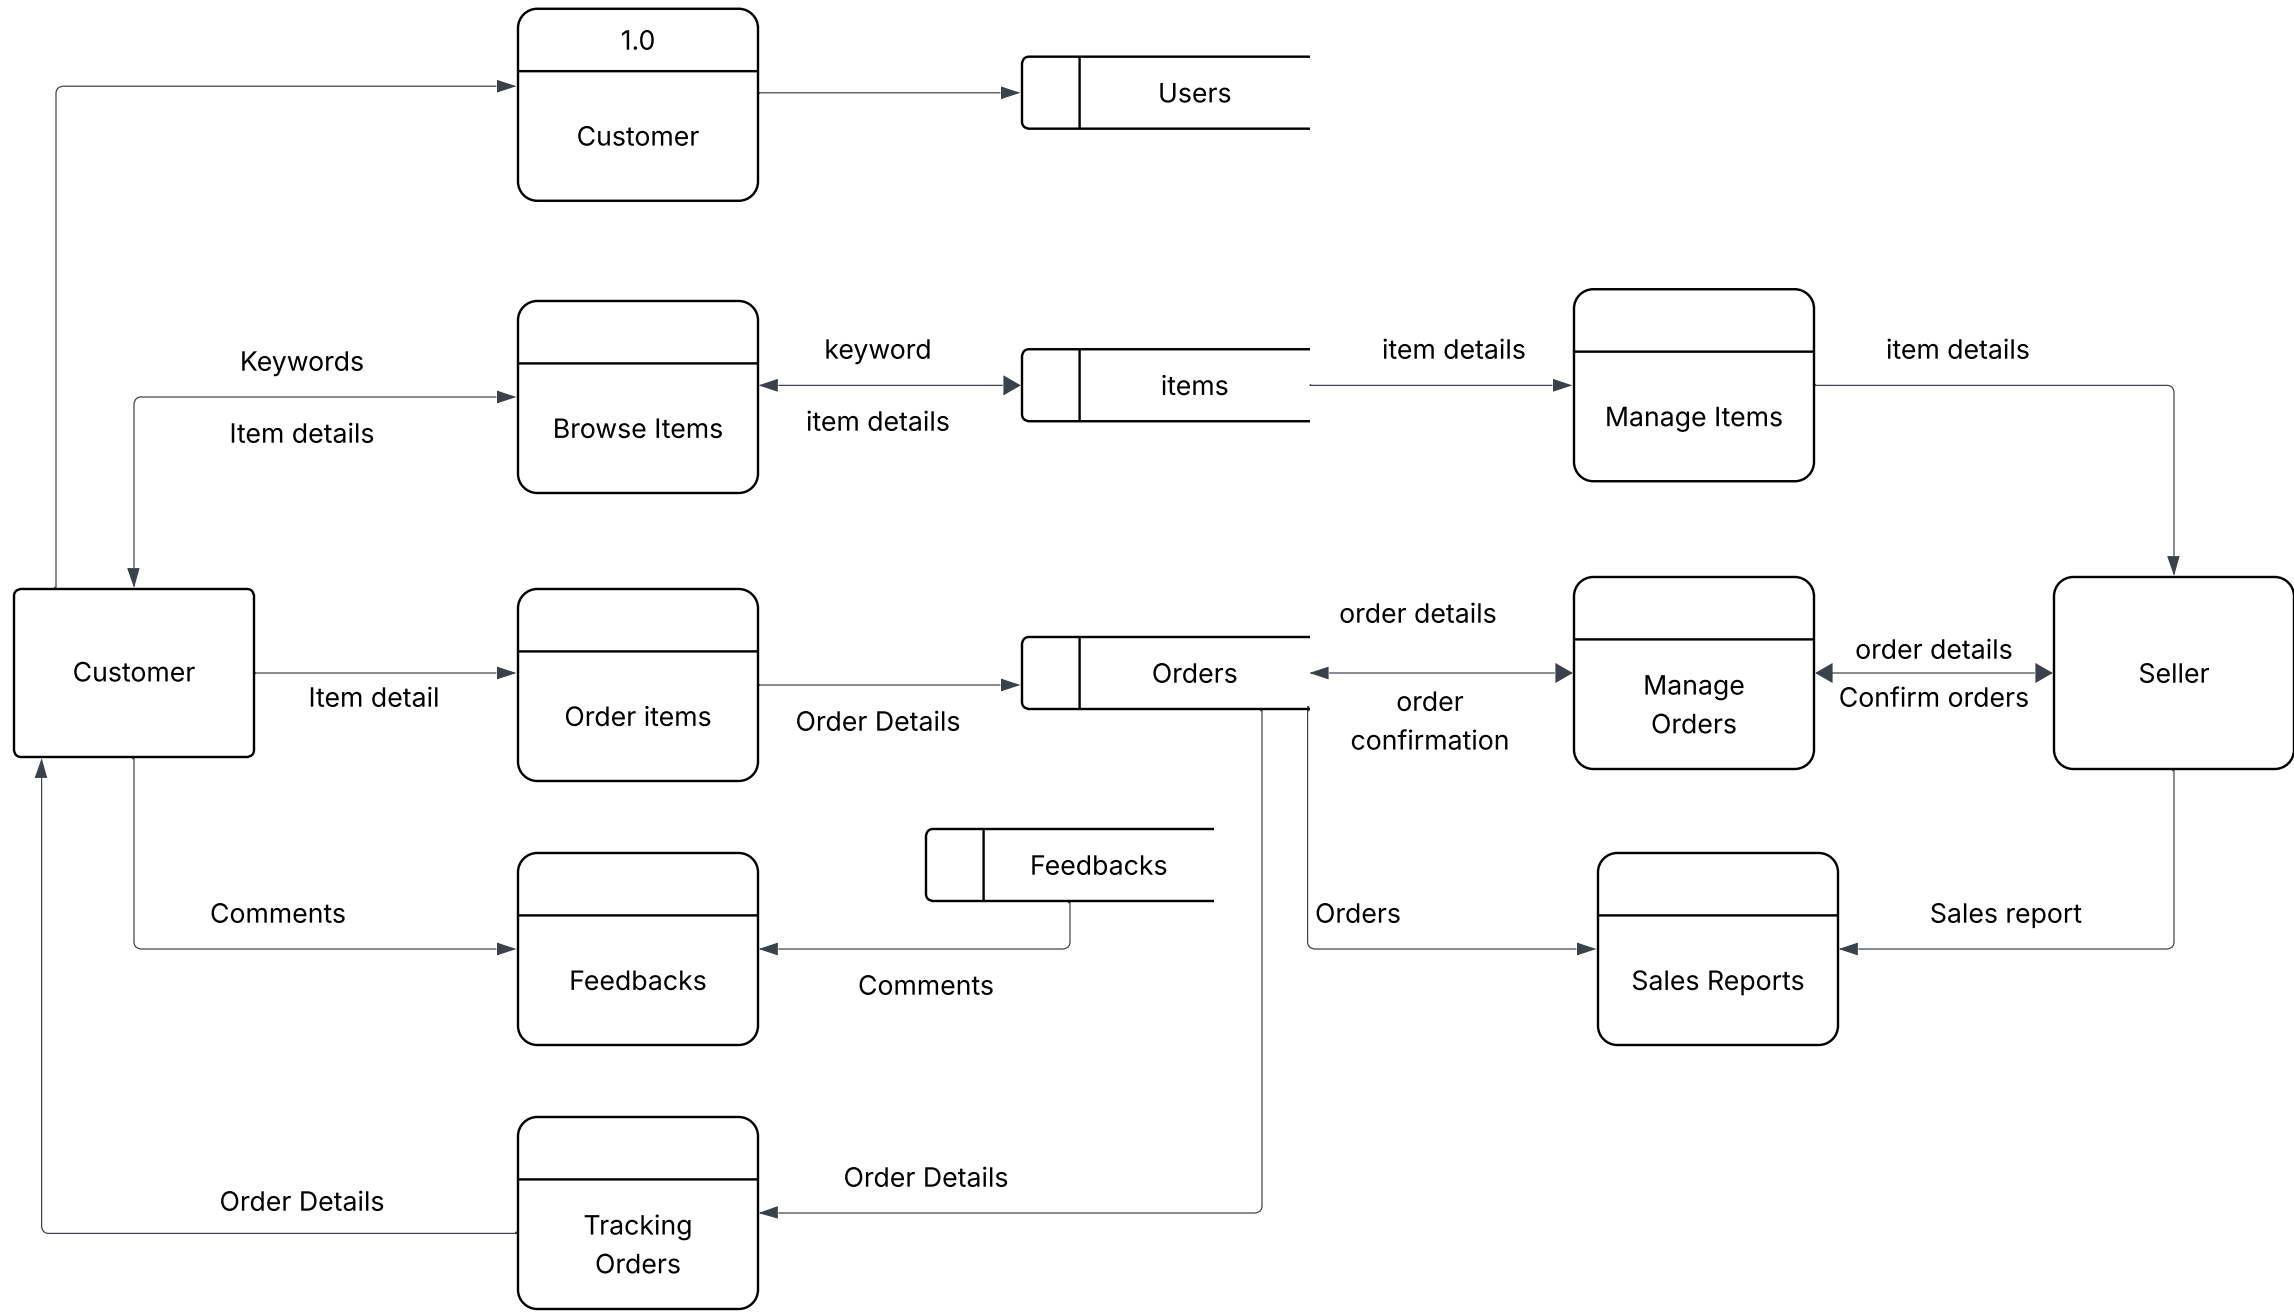 1.0
Customer
Users
Keywords
Item details
Browse Items
keyword
item details
items
item details
Manage Items
item details
Customer
Item detail
Order items
Order Details
Orders
order details
order
confirmation
Manage
Orders
order details
Confirm orders
Seller
Comments
Feedbacks
Feedbacks
Comments
Orders
Sales Reports
Sales report
Order Details
Tracking
Orders
Order Details